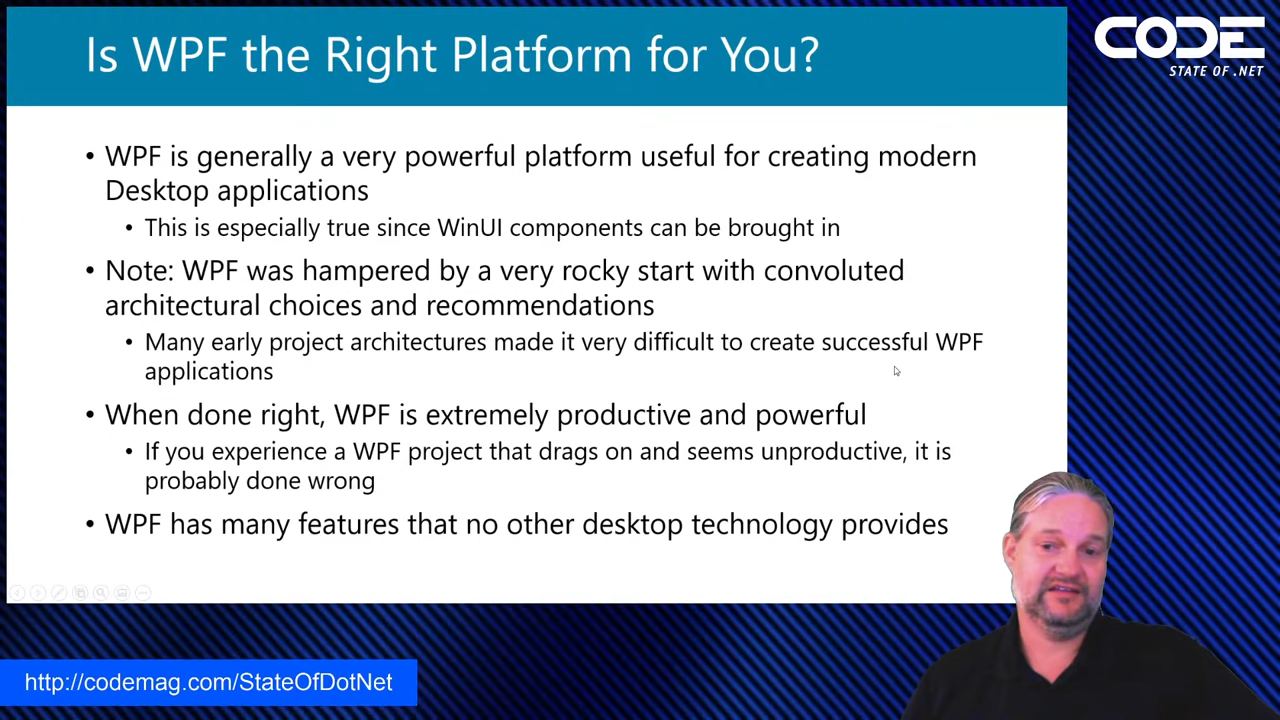 Is WPF the Right Platform for You?
CODE
STATE OF .NET
• WPF is generally a very powerful platform useful for creating modern
Desktop applications
• This is especially true since WinUI components can be brought in
• Note: WPF was hampered by a very rocky start with convoluted
architectural choices and recommendations
• Many early project architectures made it very difficult to create successful WPF
applications
• When done right, WPF is extremely productive and powerful
• If you experience a WPF project that drags on and seems unproductive, it is
probably done wrong
• WPF has many features that no other desktop technology provides
http://codemag.com/StateOfDotNet